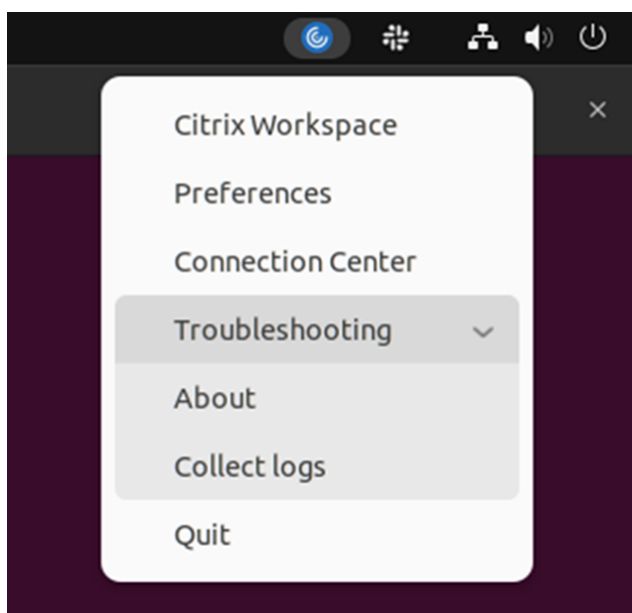 Citrix Workspace
Preferences
Connection Center
Troubleshooting
About
Collect logs
Quit